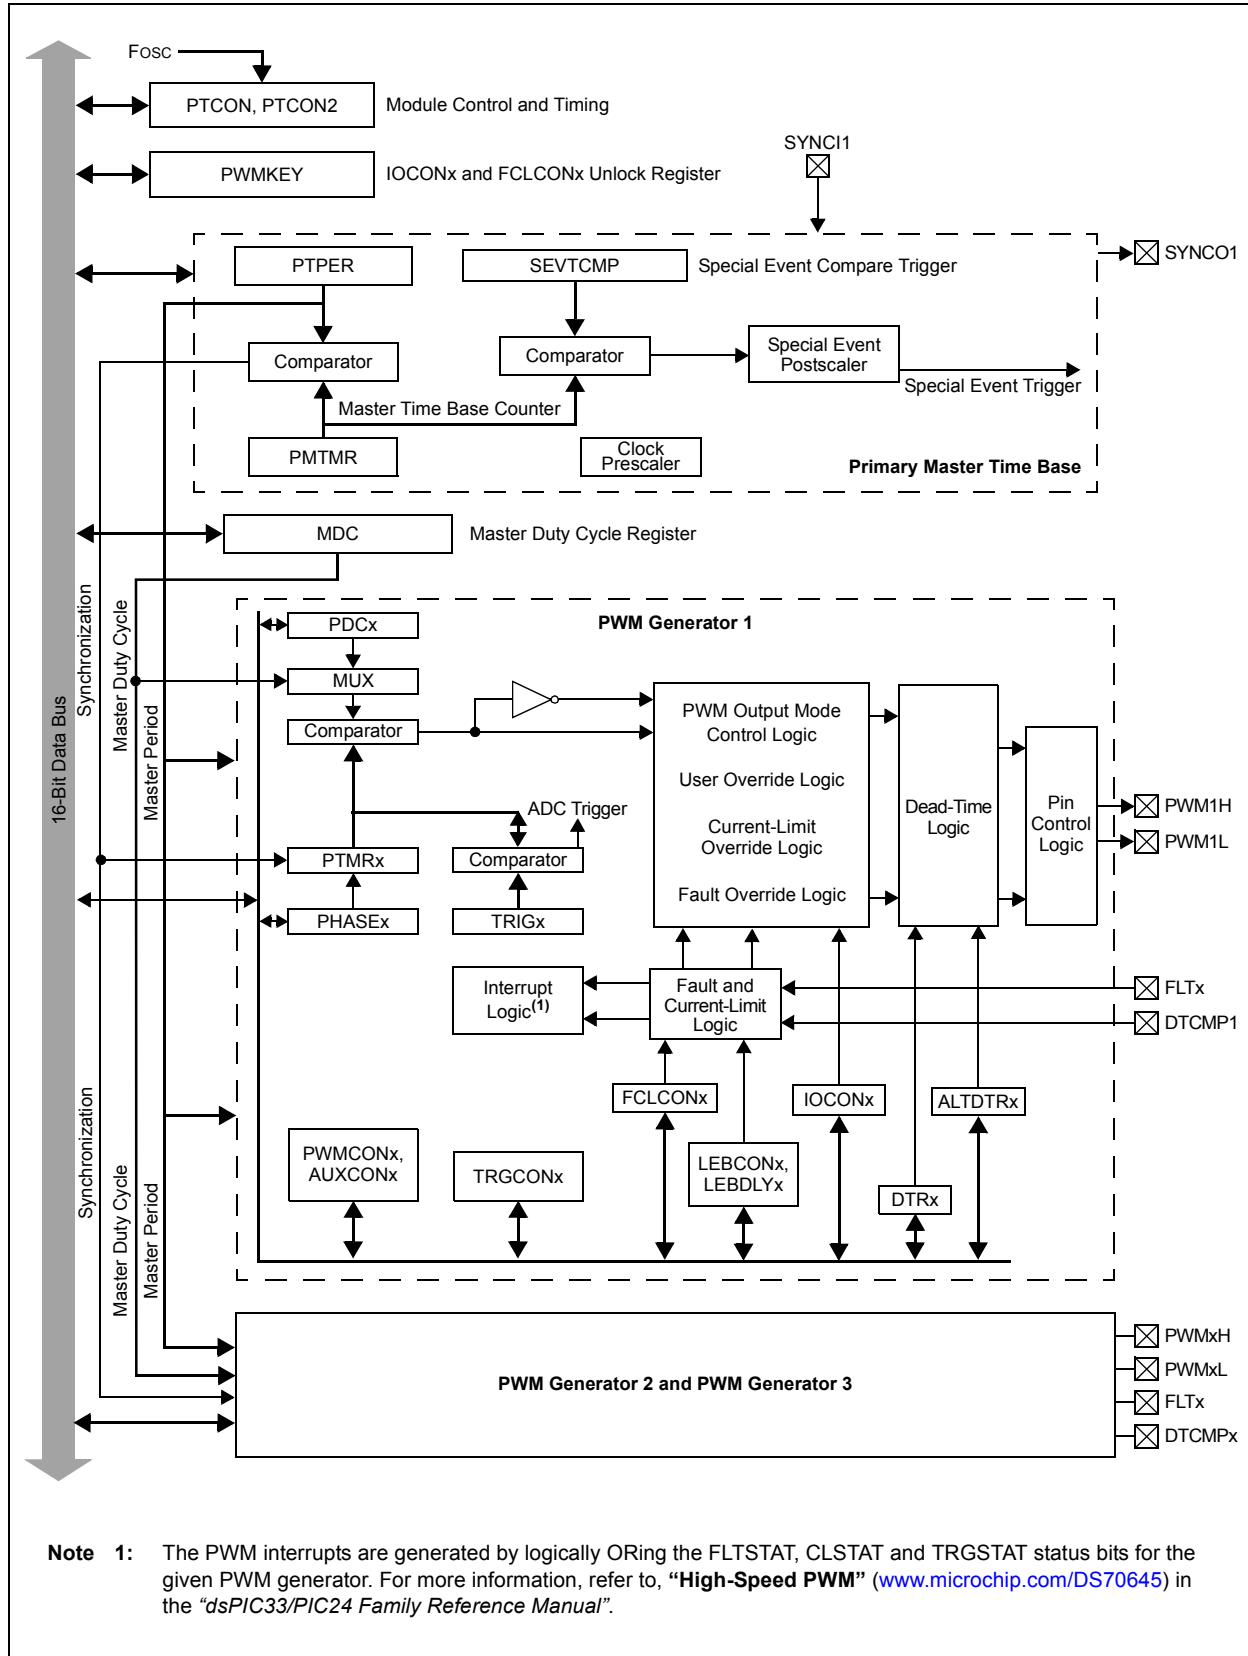 FOSC
PTCON, PTCON2
Module Control and Timing
SYNCI1
PWMKEY
IOCONx and FCLCONx Unlock Register
PTPER
SEVTCMP
Special Event Compare Trigger
SYNCO1
Comparator
Comparator
Special Event
Postscaler
Special Event Trigger
Master Time Base Counter
PMTMR
Clock
Prescaler
Primary Master Time Base
MDC
Master Duty Cycle Register
16-Bit Data Bus
Synchronization
Master Duty Cycle
Master Period
PWM Generator 1
PDCx
MUX
Comparator
PWM Output Mode
Control Logic
User Override Logic
Current-Limit
Override Logic
Fault Override Logic
Dead-Time
Logic
Pin
Control
Logic
PWM1H
PWM1L
ADC Trigger
PTMRx
Comparator
PHASEx
TRIGx
Interrupt
Logic(1)
Fault and
Current-Limit
Logic
FLTx
DTCMP1
FCLCONx
IOCONx
ALTDTRx
PWMCONx,
AUXCONx
TRGCONx
LEBCONx,
LEBDLYx
DTRx
Synchronization
Master Duty Cycle
Master Period
PWM Generator 2 and PWM Generator 3
PWMxH
PWMxL
FLTx
DTCMPx
Note 1: The PWM interrupts are generated by logically ORing the FLTSTAT, CLSTAT and TRGSTAT status bits for the
given PWM generator. For more information, refer to, “High-Speed PWM” (www.microchip.com/DS70645) in
the “dsPIC33/PIC24 Family Reference Manual”.